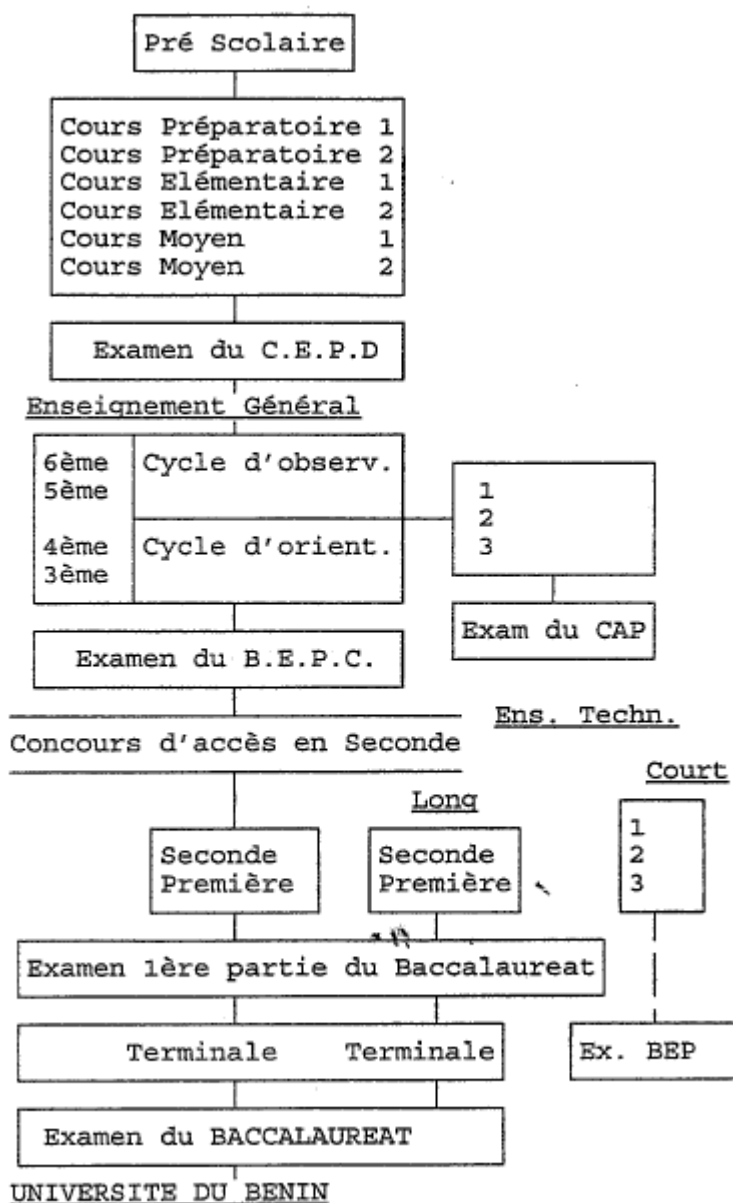 Pré Scolaire
Cours Préparatoire 1
Cours Préparatoire 2
Cours Elémentaire 1
Cours Elémentaire 2
Cours Moyen 1
Cours Moyen 2
Examen du C.E.P.D
Enseignement Général
6ème Cycle d'observ.
5ème
4ème Cycle d'orient.
3ème
1
2
3
Exam du CAP
Examen du B.E.P.C.
Ens. Techn.
Concours d'accès en Seconde
Court
Long
Seconde
Première
Seconde
Première
1
2
3
Examen 1ère partie du Baccalaureat
Terminale Terminale
Ex. BEP
Examen du BACCALAUREAT
UNIVERSITE DU BENIN